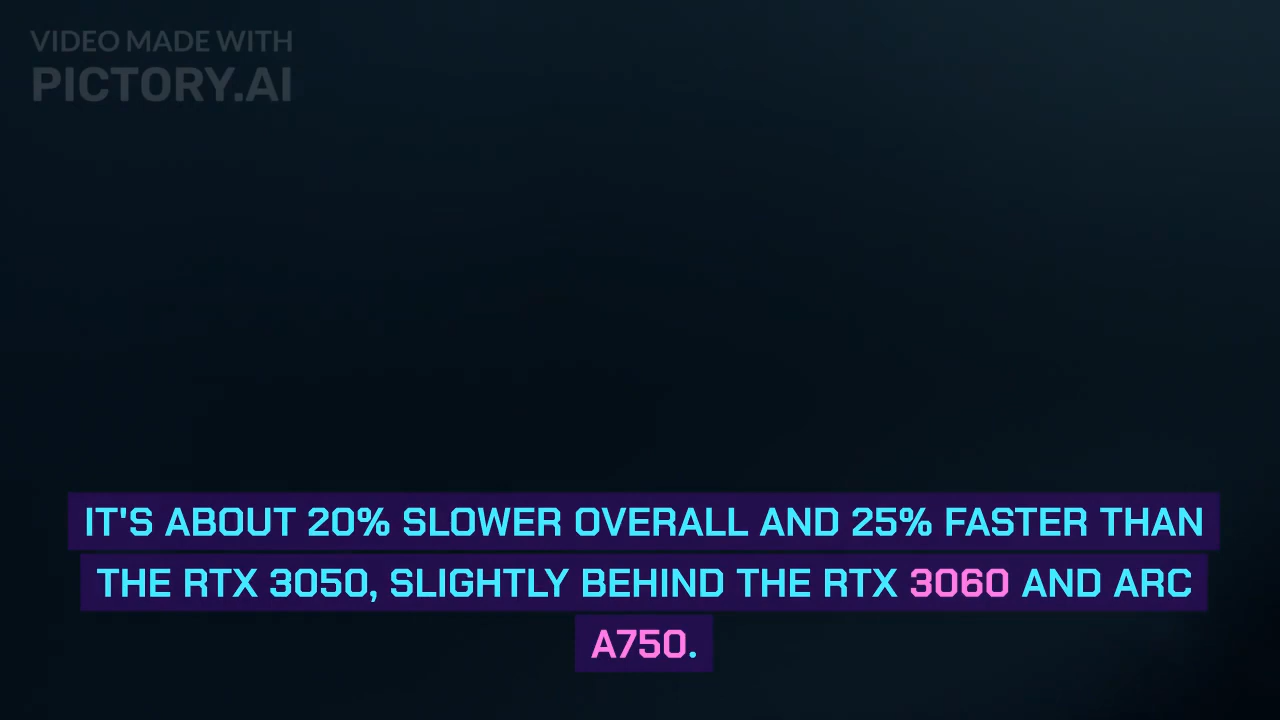 VIDEO MADE WITH
PICTORY.AI
IT'S ABOUT 20% SLOWER OVERALL AND 25% FASTER THAN
THE RTX 3050, SLIGHTLY BEHIND THE RTX 3060 AND ARC
A750.